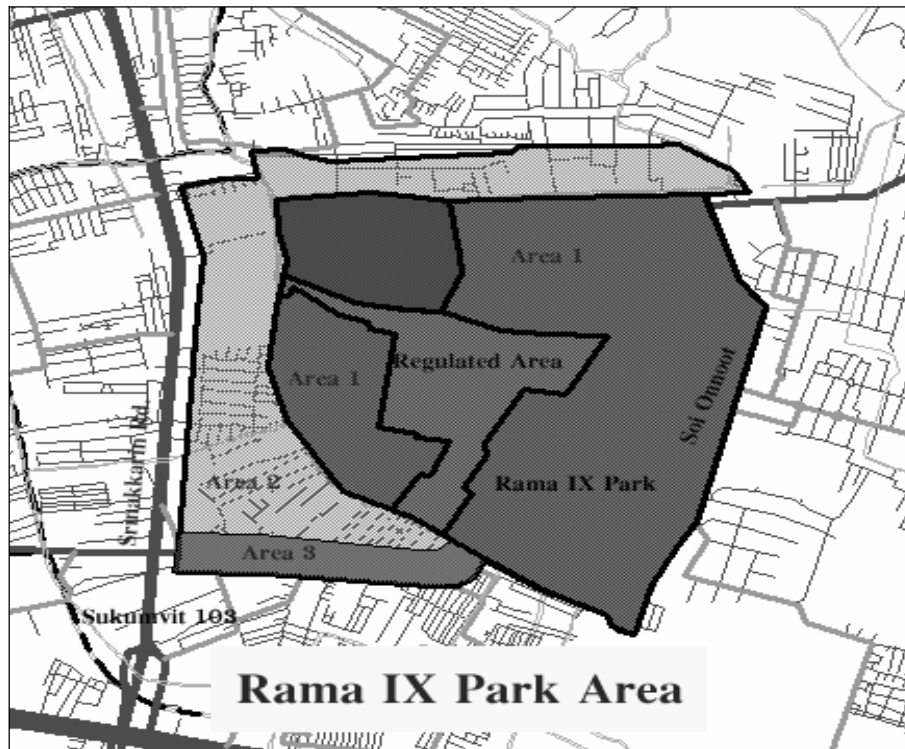 Area 1
Regulated Area
Area 1
Soi Onnoot
Srinakkarin Rd.
Area 2
Rama IX Park
Area 3
Sukumvit 103
Rama IX Park Area